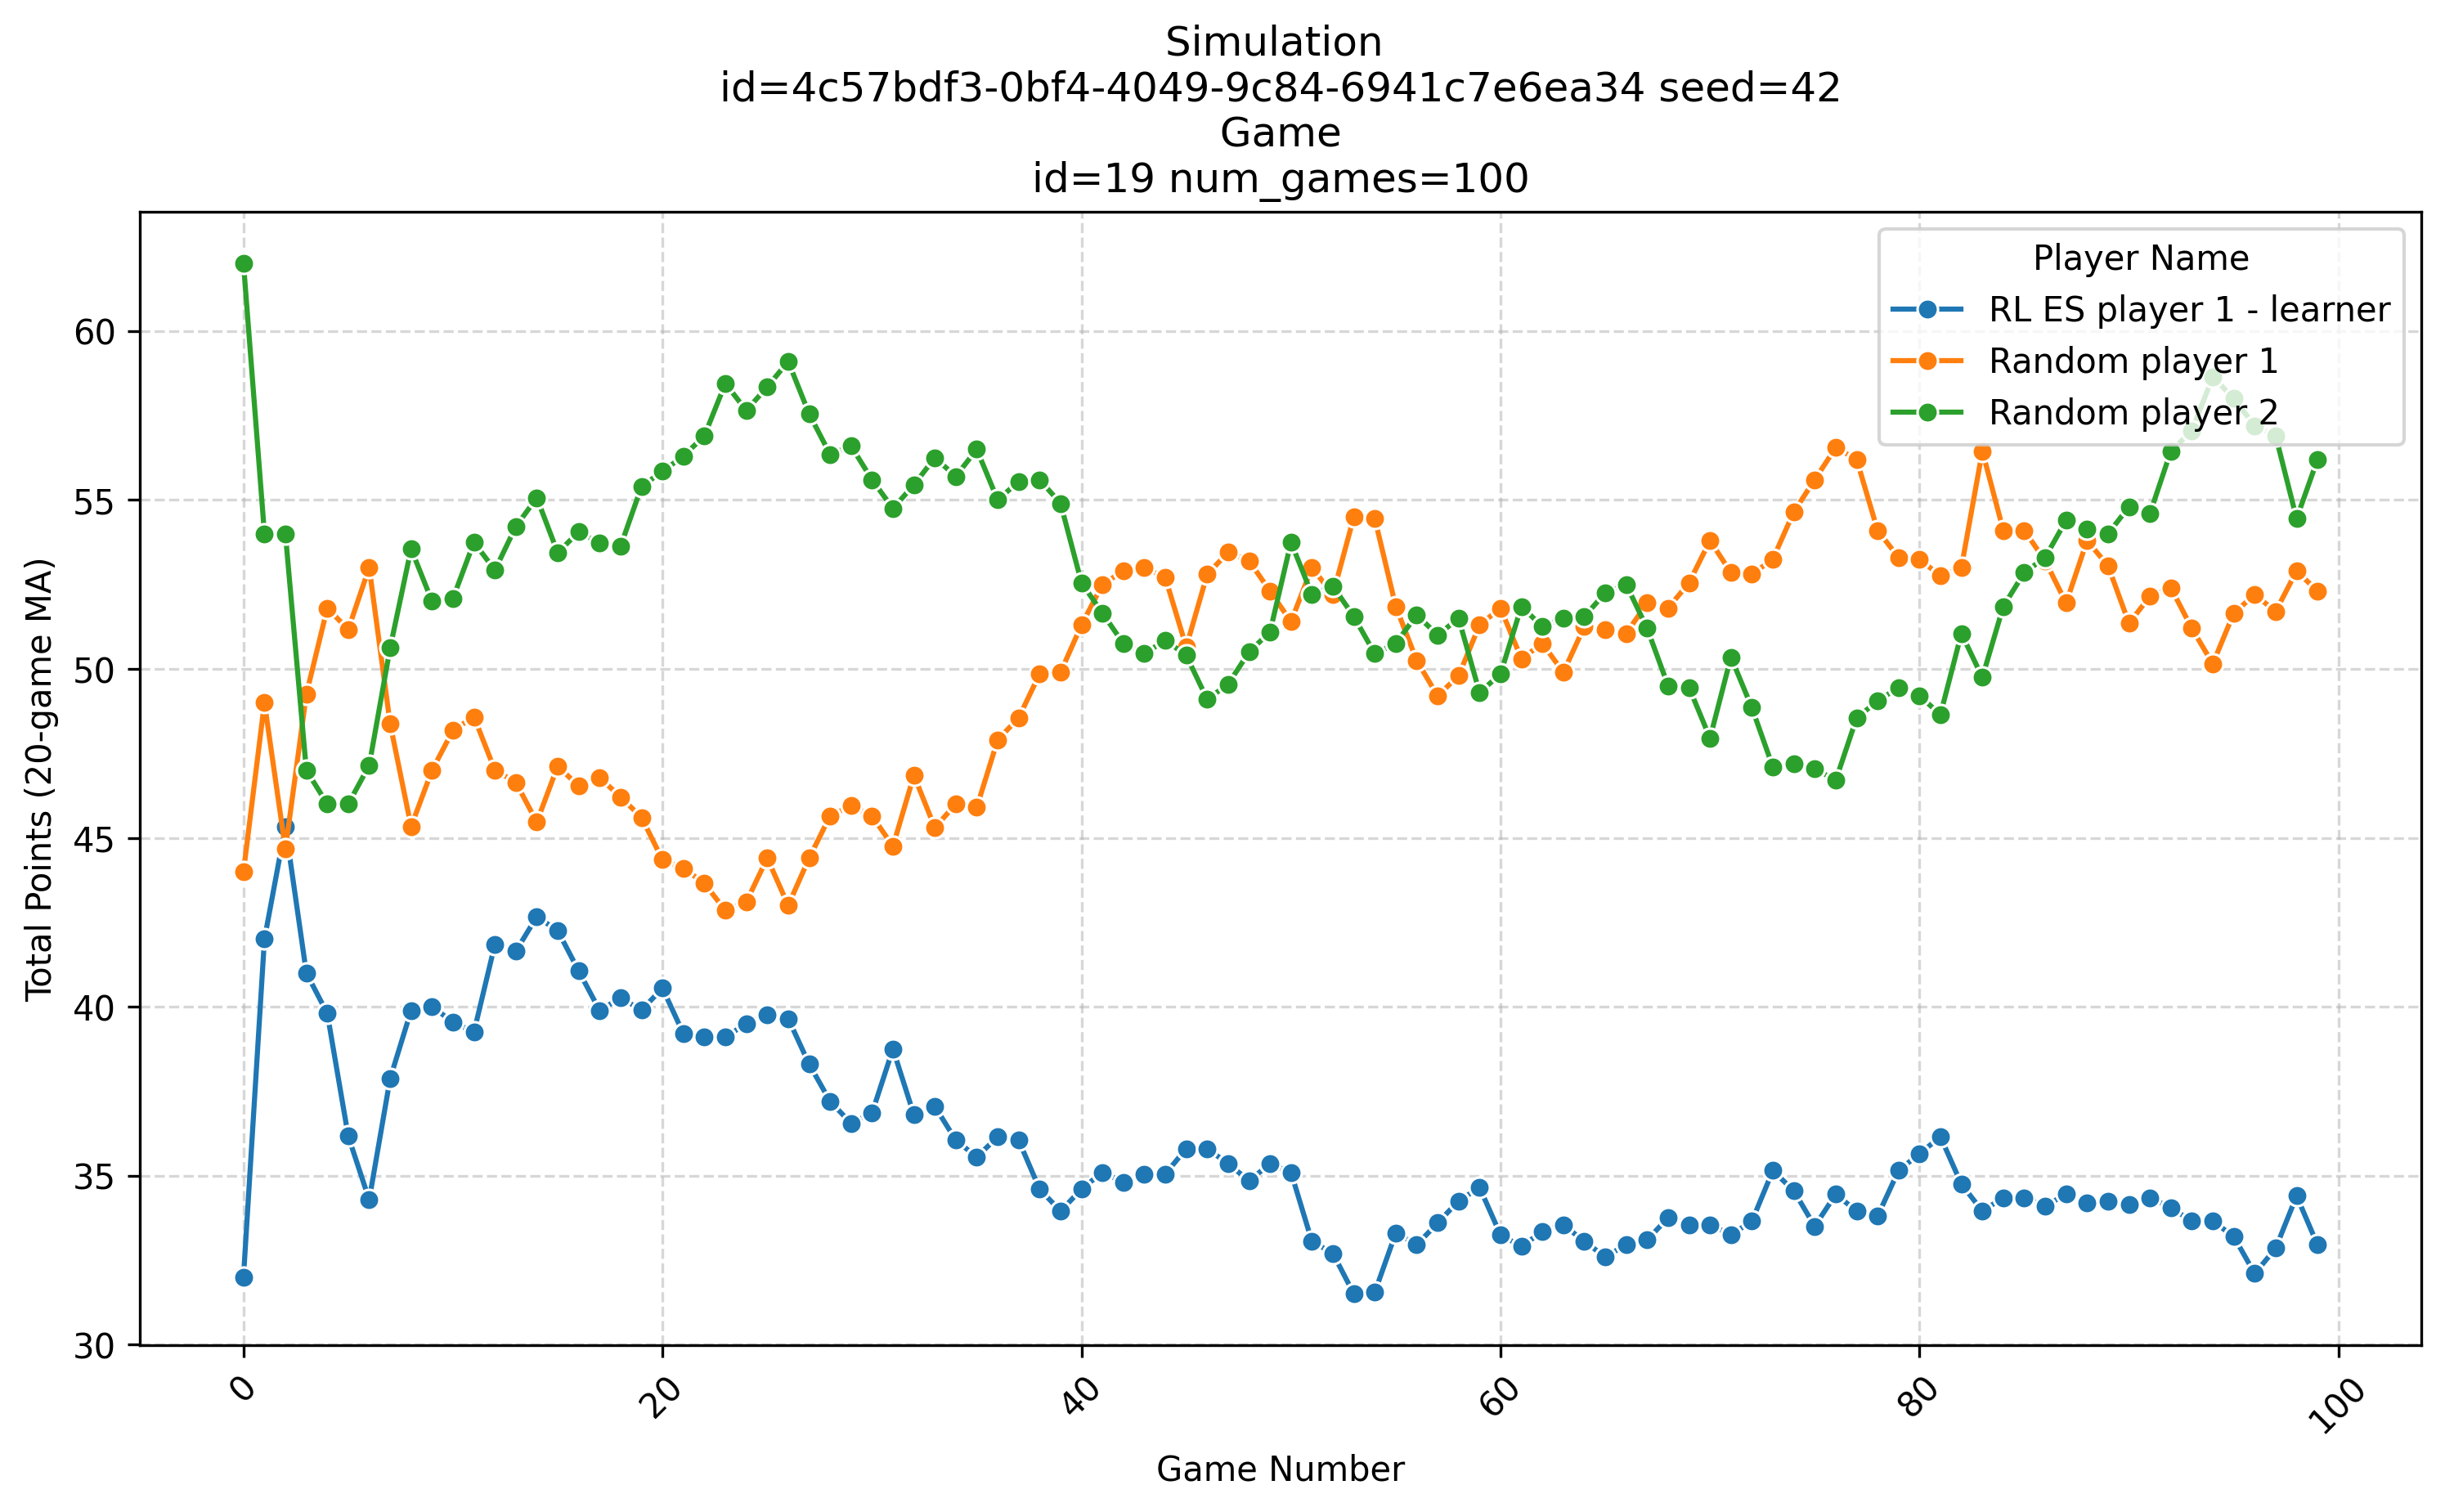 Simulation
id=4c57bdf3-0bf4-4049-9c84-6941c7e6ea34 seed=42
Game
id=19 num_games=100
Player Name
RL ES player 1 - learner
Random player 1
Random player 2
Total Points (20-game MA)
60
55
50
45
40
35
30
0
20
40
60
80
100
Game Number